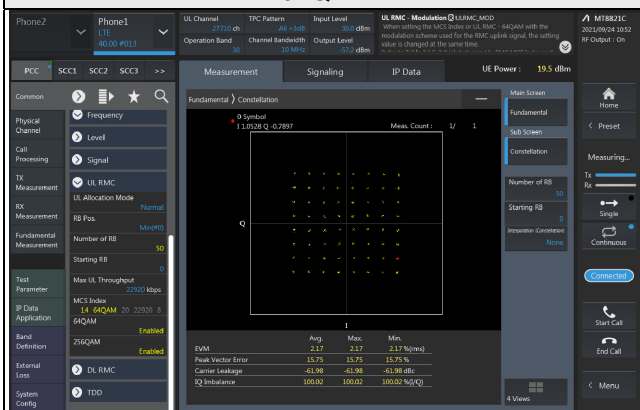 Phone2
Phone1
LTE
40.00 #013
UL Channel
27710 ch
Operation Band
30
TPC Pattern
All +3dB
Channel Bandwidth
10 MHz
Input Level
30.0 dBm
Output Level
-57.2 dBm
UL RMC - Modulation ULRMC_MOD
When setting the MCS Index or UL RMC - 64QAM with the
modulation scheme used for the RMC uplink signal, the setting
value is changed at the same time.
MT8821C
2021/09/24 10:52
RF Output : On
PCC
SCC1
SCC2
SCC3
>>
Measurement
Signaling
IP Data
UE Power : 19.5 dBm
Common
Physical
Channel
Call
Processing
TX
Measurement
RX
Measurement
Fundamental
Measurement
Test
Parameter
IP Data
Application
Band
Definition
External
Loss
System
Config
Frequency
Level
Signal
UL RMC
UL Allocation Mode
Normal
RB Pos.
Min(#0)
Number of RB
50
Starting RB
0
Max UL Throughput
22920 kbps
MCS Index
14 64QAM 20 22920 8
64QAM
Enabled
256QAM
Enabled
DL RMC
TDD
Fundamental ⟩ Constellation
0 Symbol
I 1.0528 Q -0.7897
Meas. Count : 1/ 1
Q
I
Avg. Max. Min.
EVM 2.17 2.17 2.17 %(rms)
Peak Vector Error 15.75 15.75 15.75 %
Carrier Leakage -61.98 -61.98 -61.98 dBc
IQ Imbalance 100.02 100.02 100.02 %(I/Q)
Main Screen
Fundamental
Sub Screen
Constellation
Number of RB
50
Starting RB
0
Interpolation (Constellation)
None
4 Views
Home
< Preset
Measuring...
Tx
Rx
Single
Continuous
Connected
Start Call
End Call
< Menu